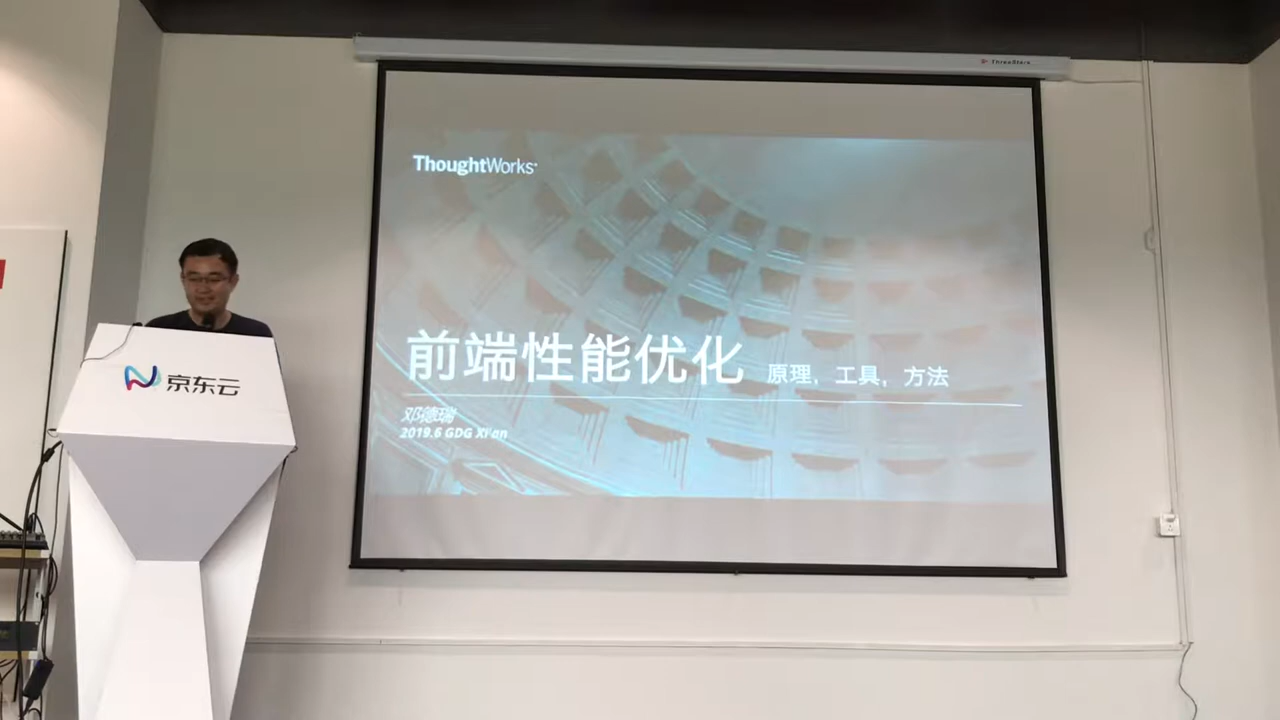 ThreeStars
ThoughtWorks
前端性能优化 原理，工具，方法
邓德瑞
2019.6 GDG Xi'an
京东云